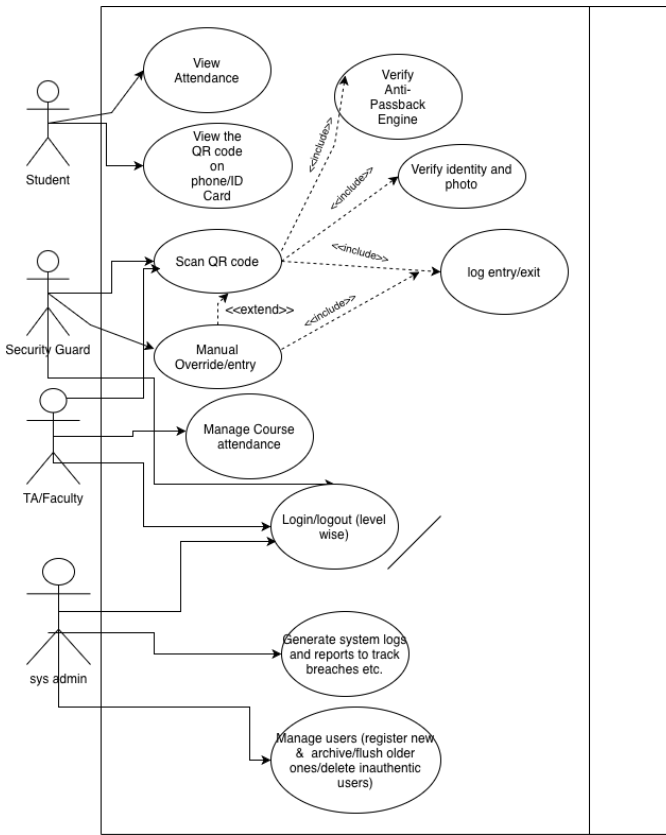 View
Attendance
Verify
Anti-
Passback
Engine
<<include>>
View the
QR code
on
phone/ID
Card
Student
Verify identity and
photo
<<include>>
Scan QR code
<<include>>
log entry/exit
<<extend>>
<<include>>
Security Guard
Manual
Override/entry
Manage Course
attendance
TA/Faculty
Login/logout (level
wise)
Generate system logs
and reports to track
breaches etc.
sys admin
Manage users (register new
& archive/flush older
ones/delete inauthentic
users)